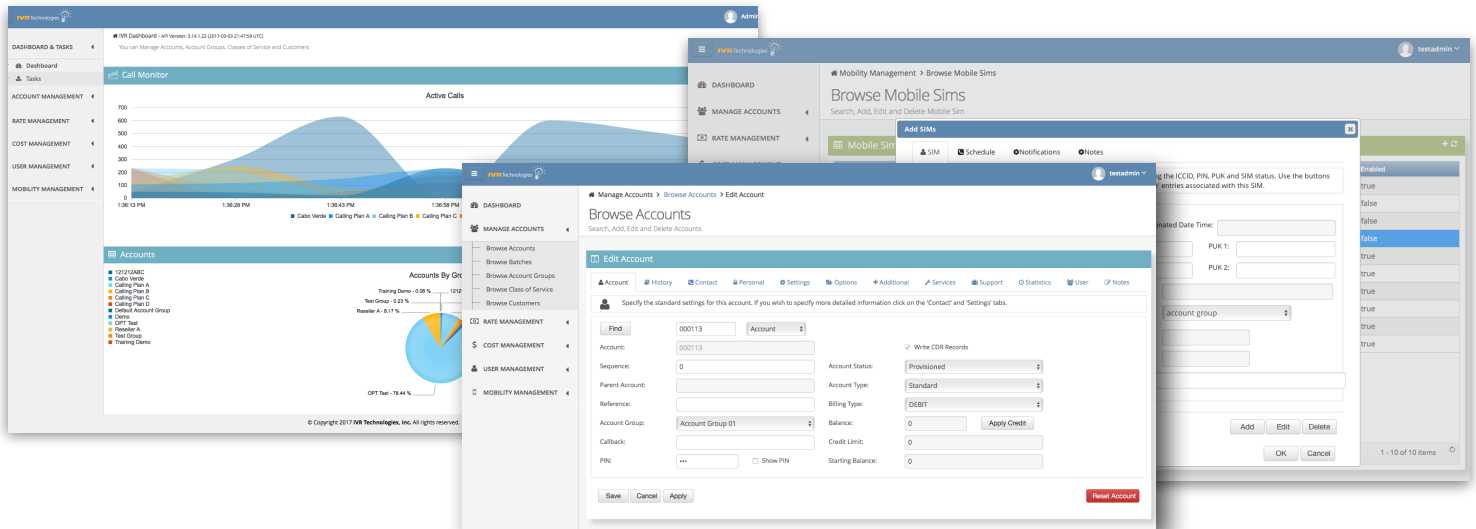 IVR Technologies
Admin
DASHBOARD & TASKS
Dashboard
Tasks
ACCOUNT MANAGEMENT
RATE MANAGEMENT
COST MANAGEMENT
USER MANAGEMENT
MOBILITY MANAGEMENT
IVR Dashboard - API Version: 3.14.1.22 (2017-03-03 21:47:59 UTC)
You can Manage Accounts, Account Groups, Classes of Service and Customers
Call Monitor
Active Calls
700
600
500
400
300
200
100
0
1:36:13 PM 1:36:28 PM 1:36:43 PM 1:36:58 PM
Cabo Verde Calling Plan A Calling Plan B Calling Plan C
Accounts
121212ABC
Cabo Verde
Calling Plan A
Calling Plan B
Calling Plan C
Calling Plan D
Default Account Group
Demo
OPT Test
Reseller A
Test Group
Training Demo
Accounts By Gro
Training Demo - 0.08 % 1212
Test Group - 0.23 %
Reseller A - 8.17 %
OPT Test - 78.44 %
© Copyright 2017 IVR Technologies, Inc. All rights reserved.
IVR Technologies
testadmin
DASHBOARD
MANAGE ACCOUNTS
RATE MANAGEMENT
Mobility Management > Browse Mobile Sims
Browse Mobile Sims
Search, Add, Edit and Delete Mobile Sim
Mobile Sim
Add SIMs
SIM Schedule Notifications Notes
g the ICCID, PIN, PUK and SIM status. Use the buttons
entries associated with this SIM.
inated Date Time:
PUK 1:
PUK 2:
account group
Add Edit Delete
OK Cancel
Enabled
true
false
false
false
true
true
true
true
true
true
1 - 10 of 10 items
IVR Technologies
testadmin
DASHBOARD
MANAGE ACCOUNTS
Browse Accounts
Browse Batches
Browse Account Groups
Browse Class of Service
Browse Customers
RATE MANAGEMENT
COST MANAGEMENT
USER MANAGEMENT
MOBILITY MANAGEMENT
Manage Accounts > Browse Accounts > Edit Account
Browse Accounts
Search, Add, Edit and Delete Accounts
Edit Account
Account History Contact Personal Settings Options Additional Services Support Statistics User Notes
Specify the standard settings for this account. If you wish to specify more detailed information click on the 'Contact' and 'Settings' tabs.
Find 000113 Account
Account: 000113 Write CDR Records
Sequence: 0 Account Status: Provisioned
Parent Account: Account Type: Standard
Reference: Billing Type: DEBIT
Account Group: Account Group 01 Balance: 0 Apply Credit
Callback: Credit Limit: 0
PIN: ••• Show PIN Starting Balance: 0
Save Cancel Apply Reset Account